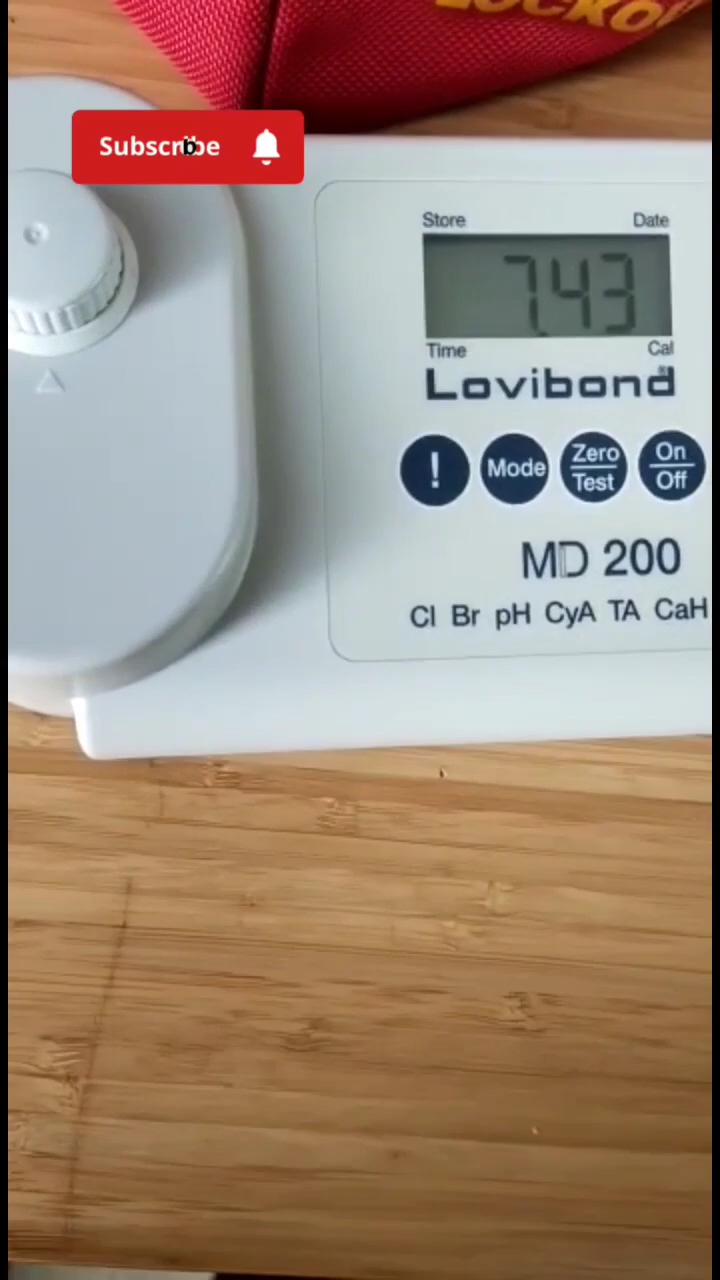 LOCKO
Subscribe
Store Date
7.43
Time Cal
Lovibond®
! Mode Zero Test On Off
MD 200
Cl Br pH CyA TA CaH